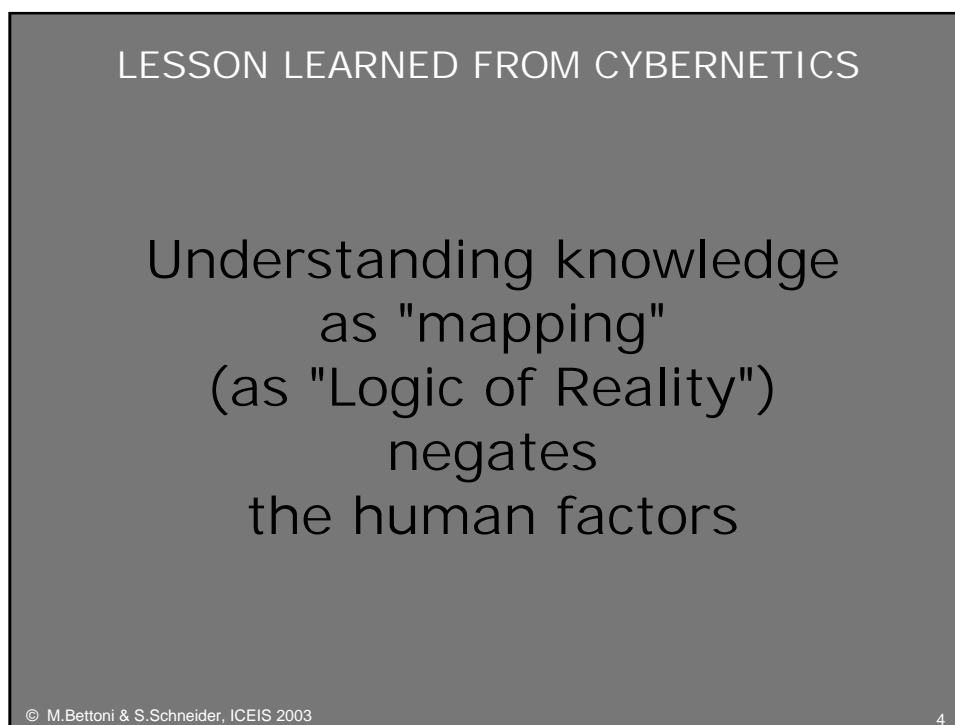 LESSON LEARNED FROM CYBERNETICS
Understanding knowledge
as "mapping"
(as "Logic of Reality")
negates
the human factors
© M.Bettoni & S.Schneider, ICEIS 2003
4